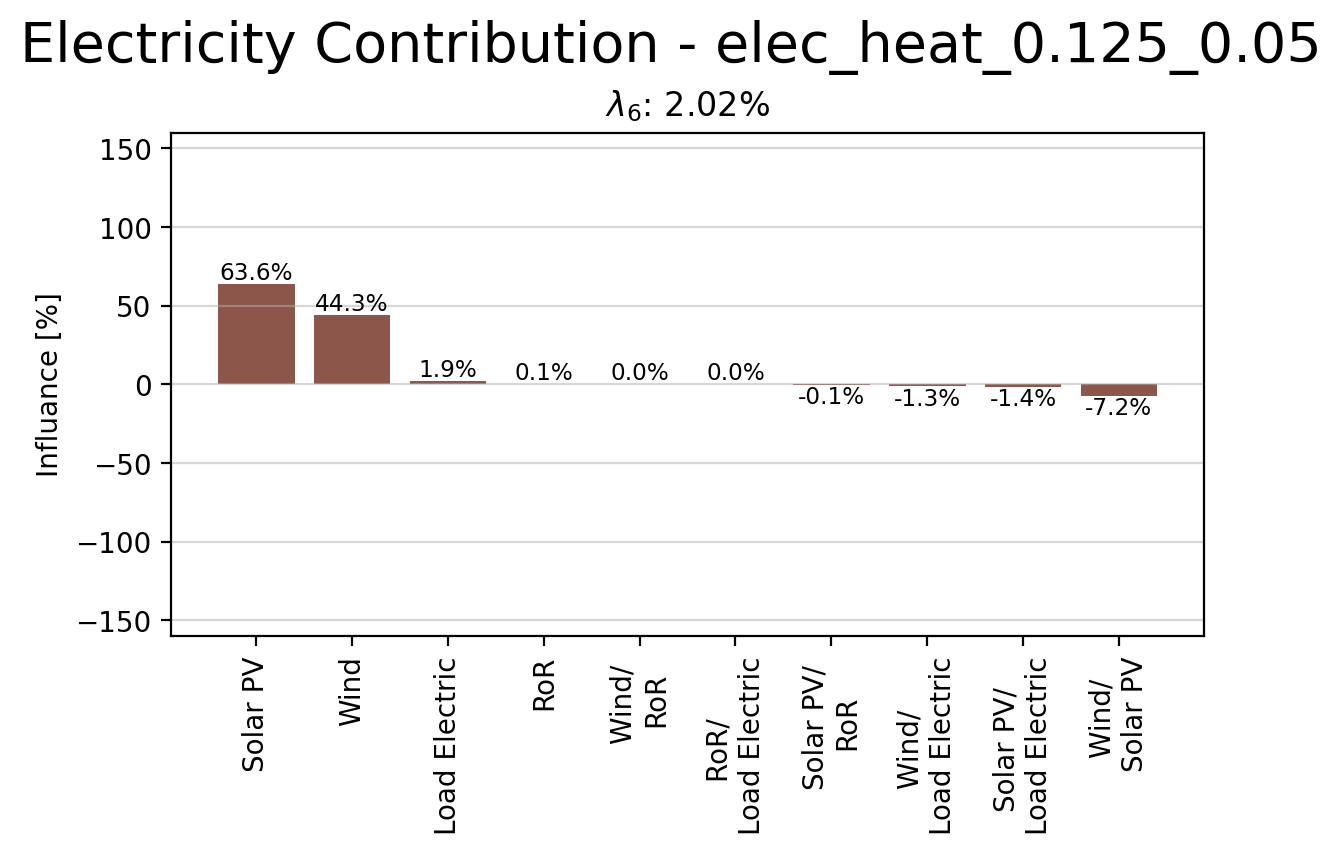 Electricity Contribution - elec_heat_0.125_0.05
λ6: 2.02%
Influance [%]
150
100
50
0
−50
−100
−150
63.6%
44.3%
1.9%
0.1%
0.0%
0.0%
-0.1%
-1.3%
-1.4%
-7.2%
Solar PV
Wind
Load Electric
RoR
Wind/
RoR
RoR/
Load Electric
Solar PV/
RoR
Wind/
Load Electric
Solar PV/
Load Electric
Wind/
Solar PV